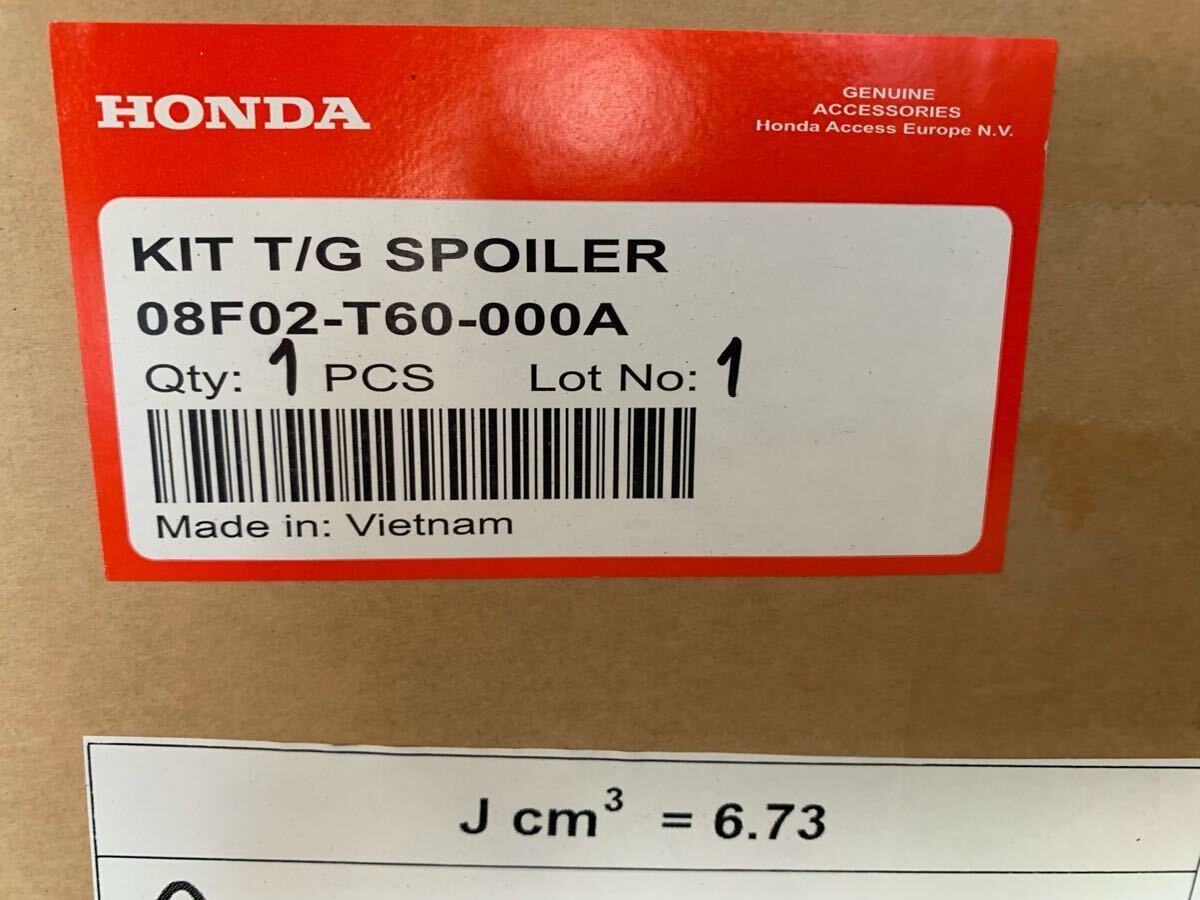 HONDA
GENUINE
ACCESSORIES
Honda Access Europe N.V.
KIT T/G SPOILER
08F02-T60-000A
Qty: 1 PCS Lot No: 1
Made in: Vietnam
J cm³ = 6.73